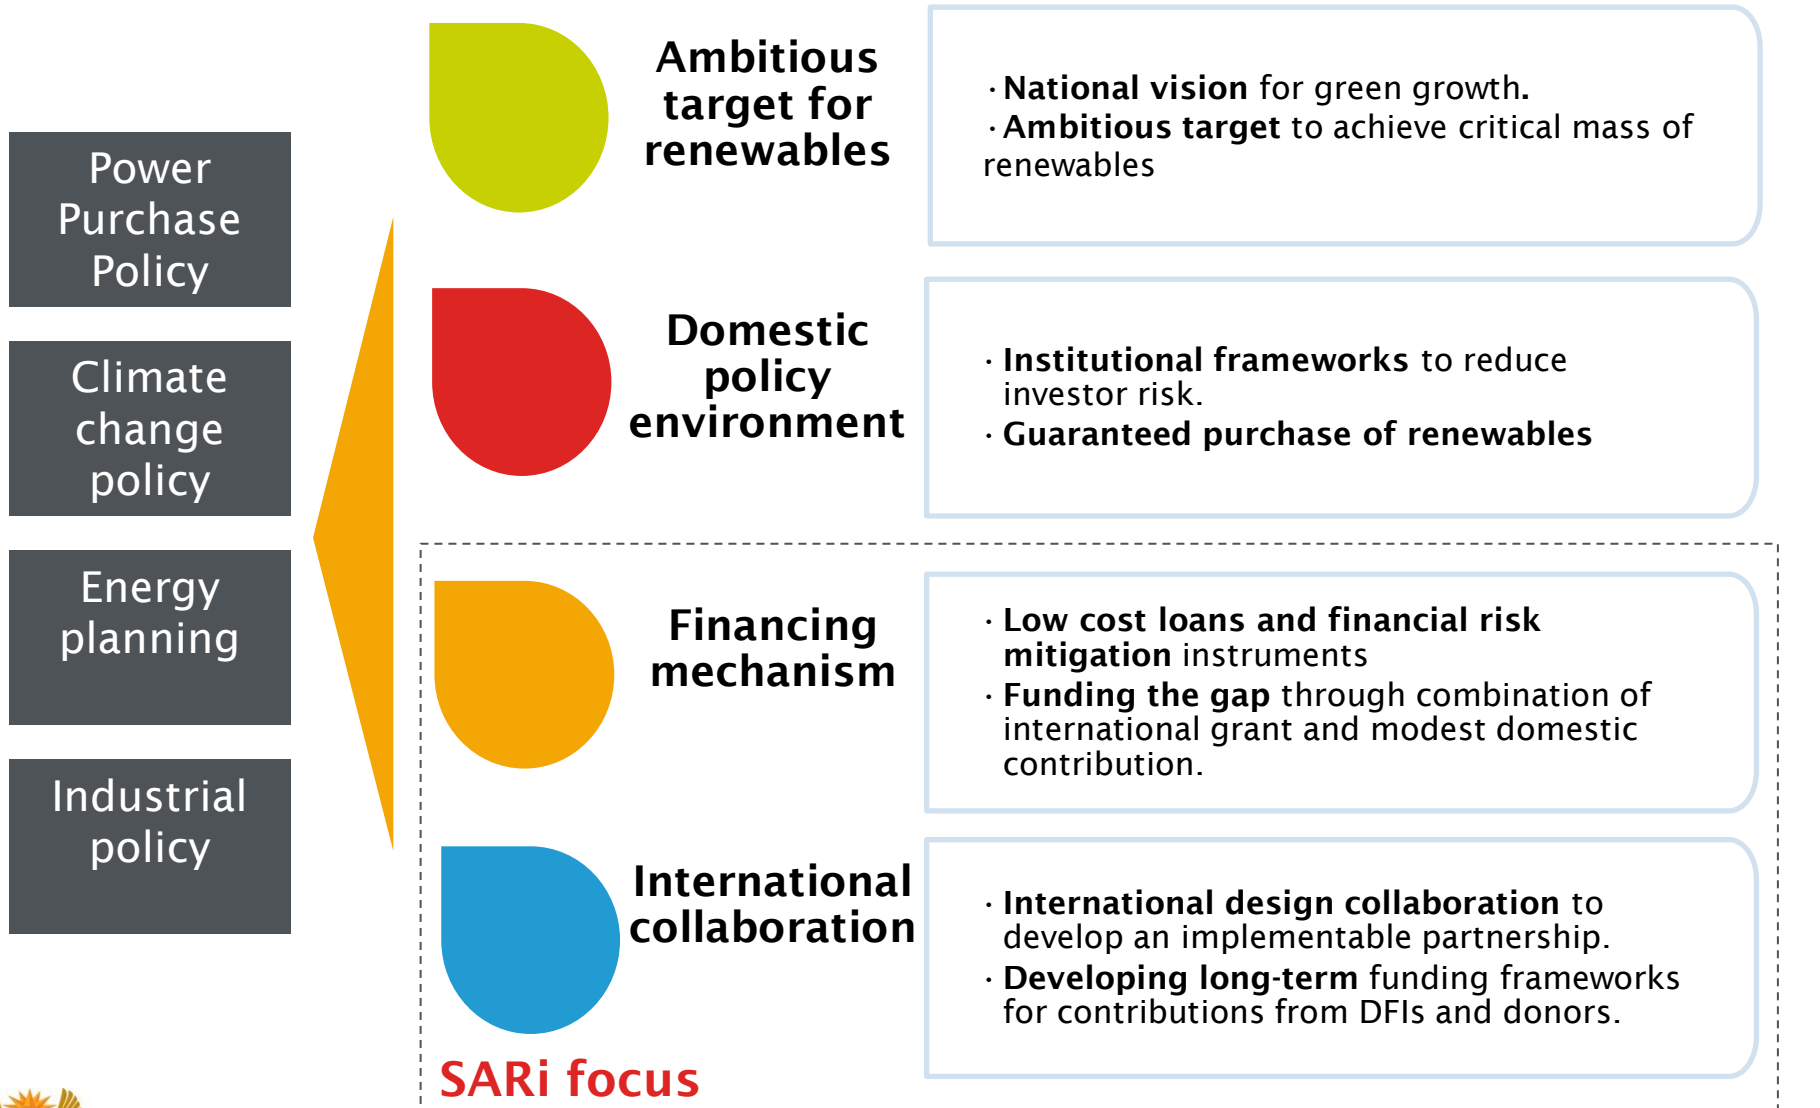 Power
Purchase
Policy
Climate
change
policy
Energy
planning
Industrial
policy
Ambitious
target for
renewables
· National vision for green growth.
· Ambitious target to achieve critical mass of
renewables
Domestic
policy
environment
· Institutional frameworks to reduce
investor risk.
· Guaranteed purchase of renewables
Financing
mechanism
· Low cost loans and financial risk
mitigation instruments
· Funding the gap through combination of
international grant and modest domestic
contribution.
International
collaboration
· International design collaboration to
develop an implementable partnership.
· Developing long-term funding frameworks
for contributions from DFIs and donors.
SARi focus